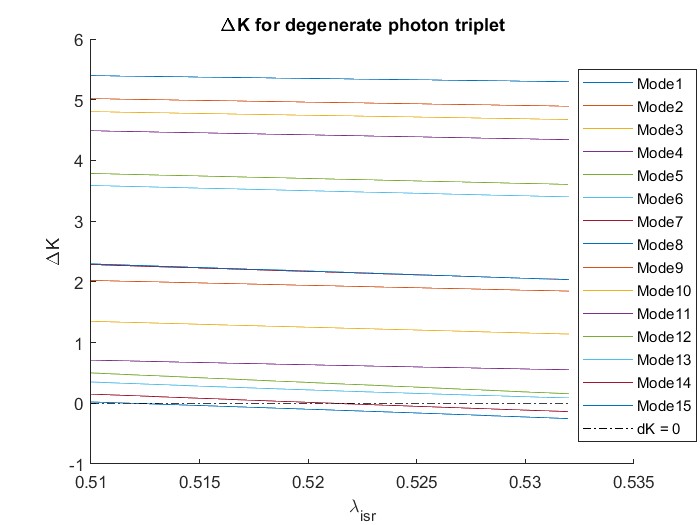 ΔK for degenerate photon triplet
6
5
4
3
2
1
0
-1
ΔK
0.51
0.515
0.52
0.525
0.53
0.535
λisr
Mode1
Mode2
Mode3
Mode4
Mode5
Mode6
Mode7
Mode8
Mode9
Mode10
Mode11
Mode12
Mode13
Mode14
Mode15
dK = 0